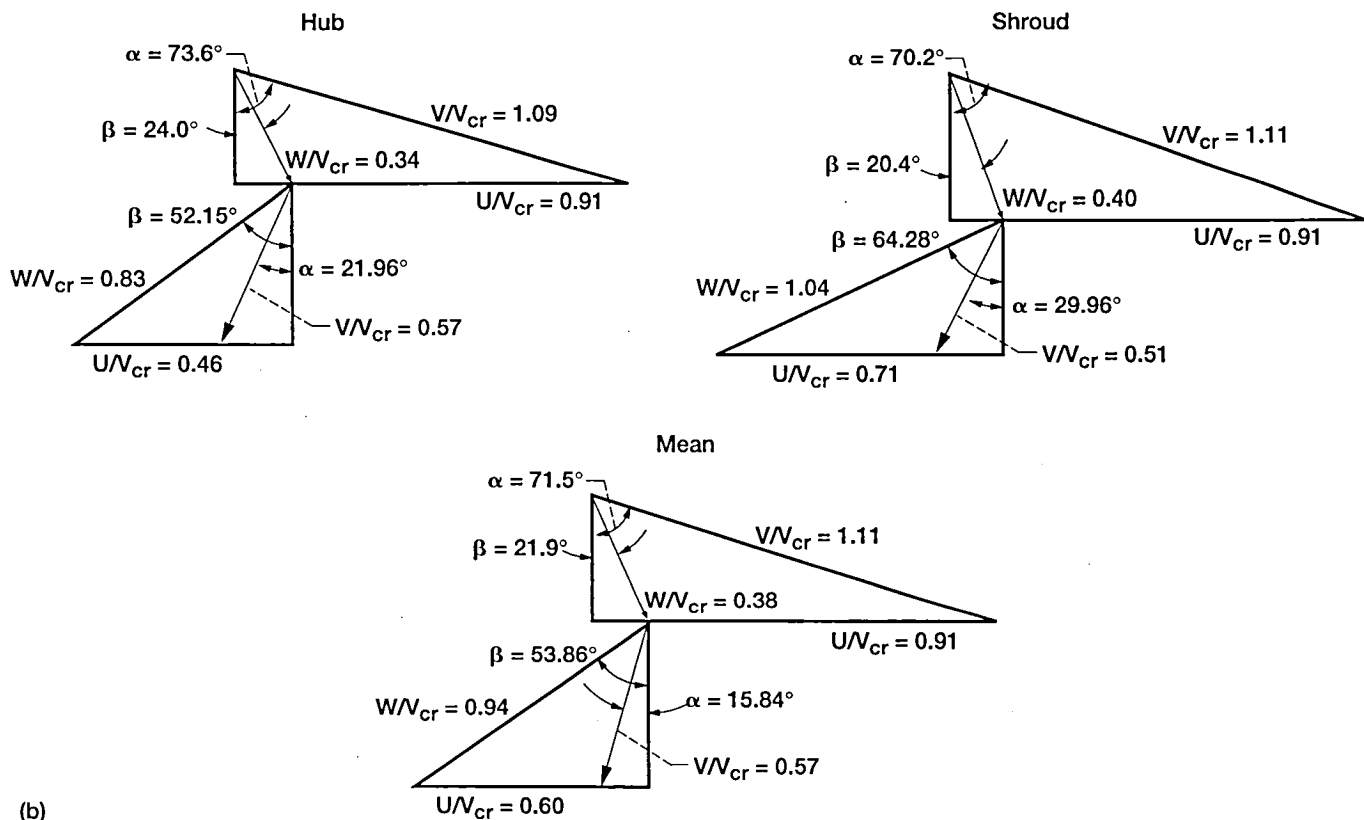 Hub
α = 73.6°
V/Vcr = 1.09
β = 24.0°
W/Vcr = 0.34
U/Vcr = 0.91
β = 52.15°
W/Vcr = 0.83
α = 21.96°
V/Vcr = 0.57
U/Vcr = 0.46
Shroud
α = 70.2°
V/Vcr = 1.11
β = 20.4°
W/Vcr = 0.40
U/Vcr = 0.91
β = 64.28°
W/Vcr = 1.04
α = 29.96°
V/Vcr = 0.51
U/Vcr = 0.71
Mean
α = 71.5°
V/Vcr = 1.11
β = 21.9°
W/Vcr = 0.38
U/Vcr = 0.91
β = 53.86°
W/Vcr = 0.94
α = 15.84°
V/Vcr = 0.57
U/Vcr = 0.60
(b)